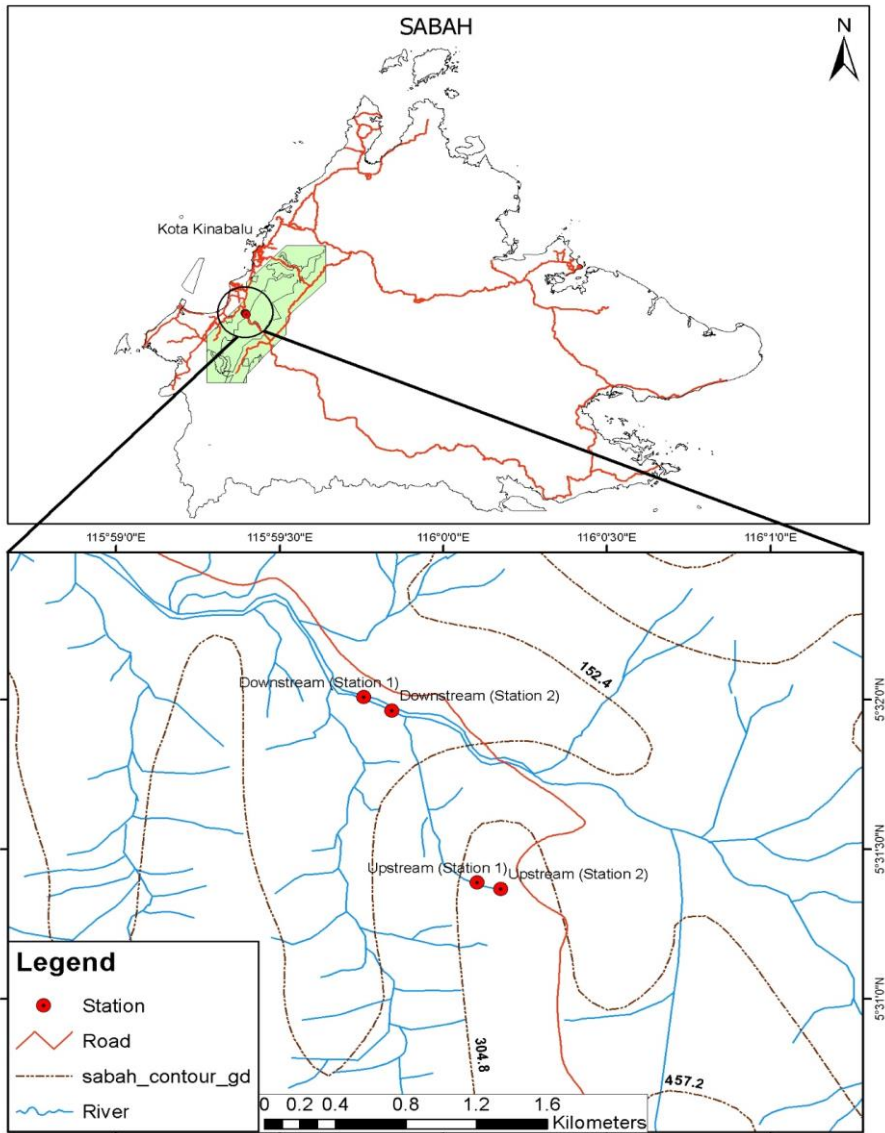 SABAH
N
Kota Kinabalu
115°59'0"E
115°59'30"E
116°0'0"E
116°0'30"E
116°1'0"E
152.4
Downstream (Station 1)
Downstream (Station 2)
5°32'0"N
5°31'30"N
Upstream (Station 1)
Upstream (Station 2)
5°31'0"N
304.8
457.2
Legend
Station
Road
sabah_contour_gd
River
0 0.2 0.4 0.8 1.2 1.6
Kilometers